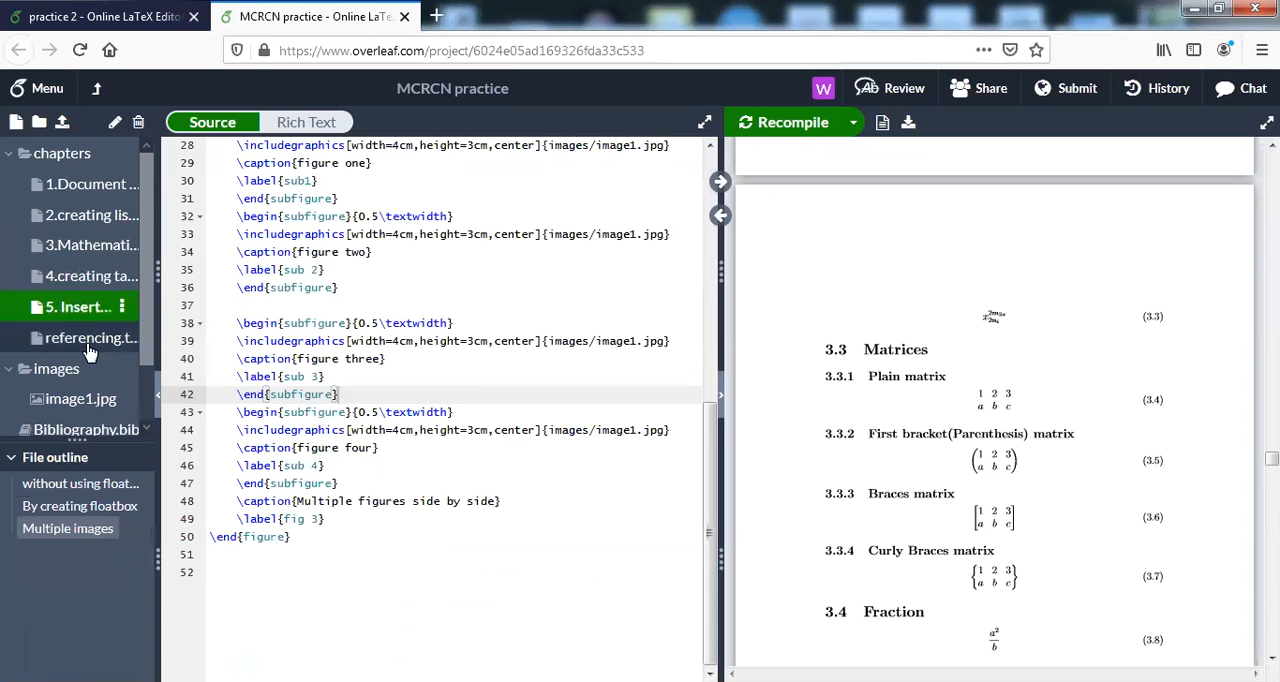 practice 2 - Online LaTeX Editor
MCRCN practice - Online LaTe
https://www.overleaf.com/project/6024e05ad169326fda33c533
Menu
MCRCN practice
W
Review
Share
Submit
History
Chat
Source
Rich Text
Recompile
chapters
1.Document ...
2.creating lis...
3.Mathemati...
4.creating ta...
5. Insert...
referencing.t...
images
image1.jpg
Bibliography.bib
File outline
without using float...
By creating floatbox
Multiple images
28 \includegraphics[width=4cm,height=3cm,center]{images/image1.jpg}
29 \caption{figure one}
30 \label{sub1}
31 \end{subfigure}
32 \begin{subfigure}{0.5\textwidth}
33 \includegraphics[width=4cm,height=3cm,center]{images/image1.jpg}
34 \caption{figure two}
35 \label{sub 2}
36 \end{subfigure}
37
38 \begin{subfigure}{0.5\textwidth}
39 \includegraphics[width=4cm,height=3cm,center]{images/image1.jpg}
40 \caption{figure three}
41 \label{sub 3}
42 \end{subfigure}
43 \begin{subfigure}{0.5\textwidth}
44 \includegraphics[width=4cm,height=3cm,center]{images/image1.jpg}
45 \caption{figure four}
46 \label{sub 4}
47 \end{subfigure}
48 \caption{Multiple figures side by side}
49 \label{fig 3}
50 \end{figure}
51
52
(3.3)
3.3 Matrices
3.3.1 Plain matrix
1 2 3
a b c
(3.4)
3.3.2 First bracket(Parenthesis) matrix
(1 2 3
a b c)
(3.5)
3.3.3 Braces matrix
[1 2 3
a b c]
(3.6)
3.3.4 Curly Braces matrix
{1 2 3
a b c}
(3.7)
3.4 Fraction
a²
b
(3.8)